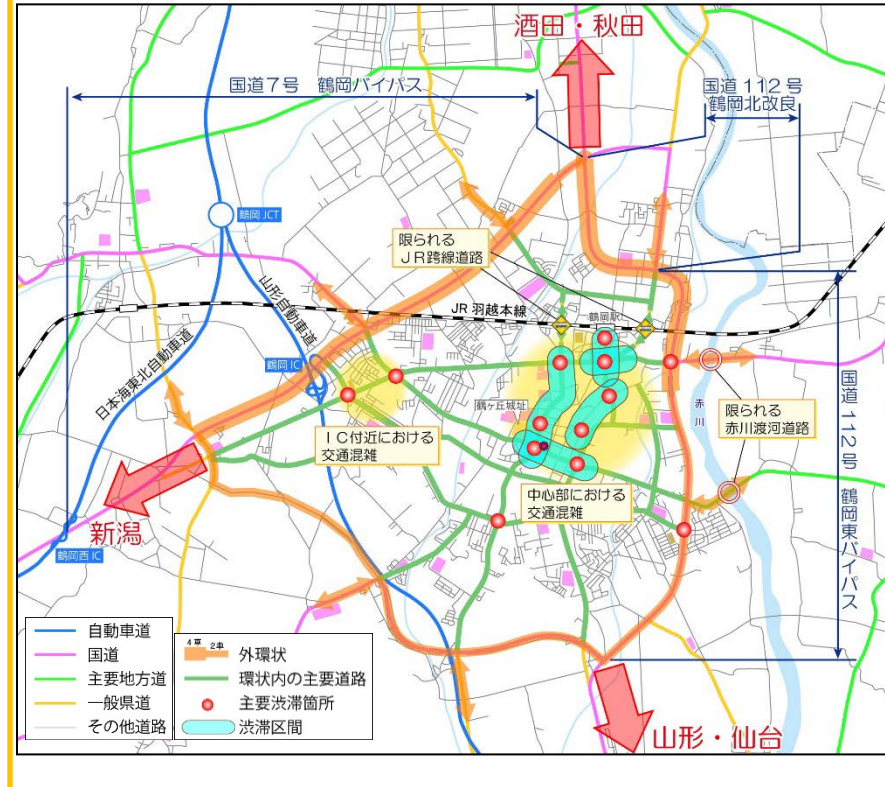 酒田・秋田
国道7号 鶴岡バイパス
国道112号
鶴岡北改良
鶴岡JCT
限られる
JR跨線道路
山形自動車道
JR羽越本線
鶴岡駅
日本海東北自動車道
鶴岡IC
鶴ヶ丘城址
赤川
限られる
赤川渡河道路
IC付近における
交通混雑
中心部における
交通混雑
国道112号 鶴岡東バイパス
新潟
鶴岡西IC
山形・仙台
自動車道
国道
主要地方道
一般県道
その他道路
4車 2車
外環状
環状内の主要道路
主要渋滞箇所
渋滞区間